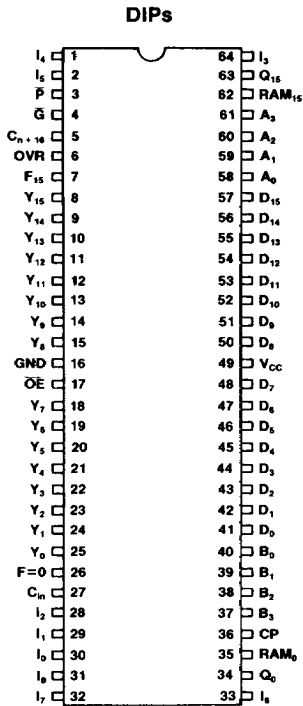 DIPs
I₄ 1 64 I₃
I₅ 2 63 Q₁₅
P̅ 3 62 RAM₁₅
G̅ 4 61 A₃
Cₙ₊₁₆ 5 60 A₂
OVR 6 59 A₁
F₁₅ 7 58 A₀
Y₁₅ 8 57 D₁₅
Y₁₄ 9 56 D₁₄
Y₁₃ 10 55 D₁₃
Y₁₂ 11 54 D₁₂
Y₁₁ 12 53 D₁₁
Y₁₀ 13 52 D₁₀
Y₉ 14 51 D₉
Y₈ 15 50 D₈
GND 16 49 V_CC
O̅E̅ 17 48 D₇
Y₇ 18 47 D₆
Y₆ 19 46 D₅
Y₅ 20 45 D₄
Y₄ 21 44 D₃
Y₃ 22 43 D₂
Y₂ 23 42 D₁
Y₁ 24 41 D₀
Y₀ 25 40 B₀
F=0 26 39 B₁
C_in 27 38 B₂
I₂ 28 37 B₃
I₁ 29 36 CP
I₀ 30 35 RAM₀
I₈ 31 34 Q₀
I₇ 32 33 I₆